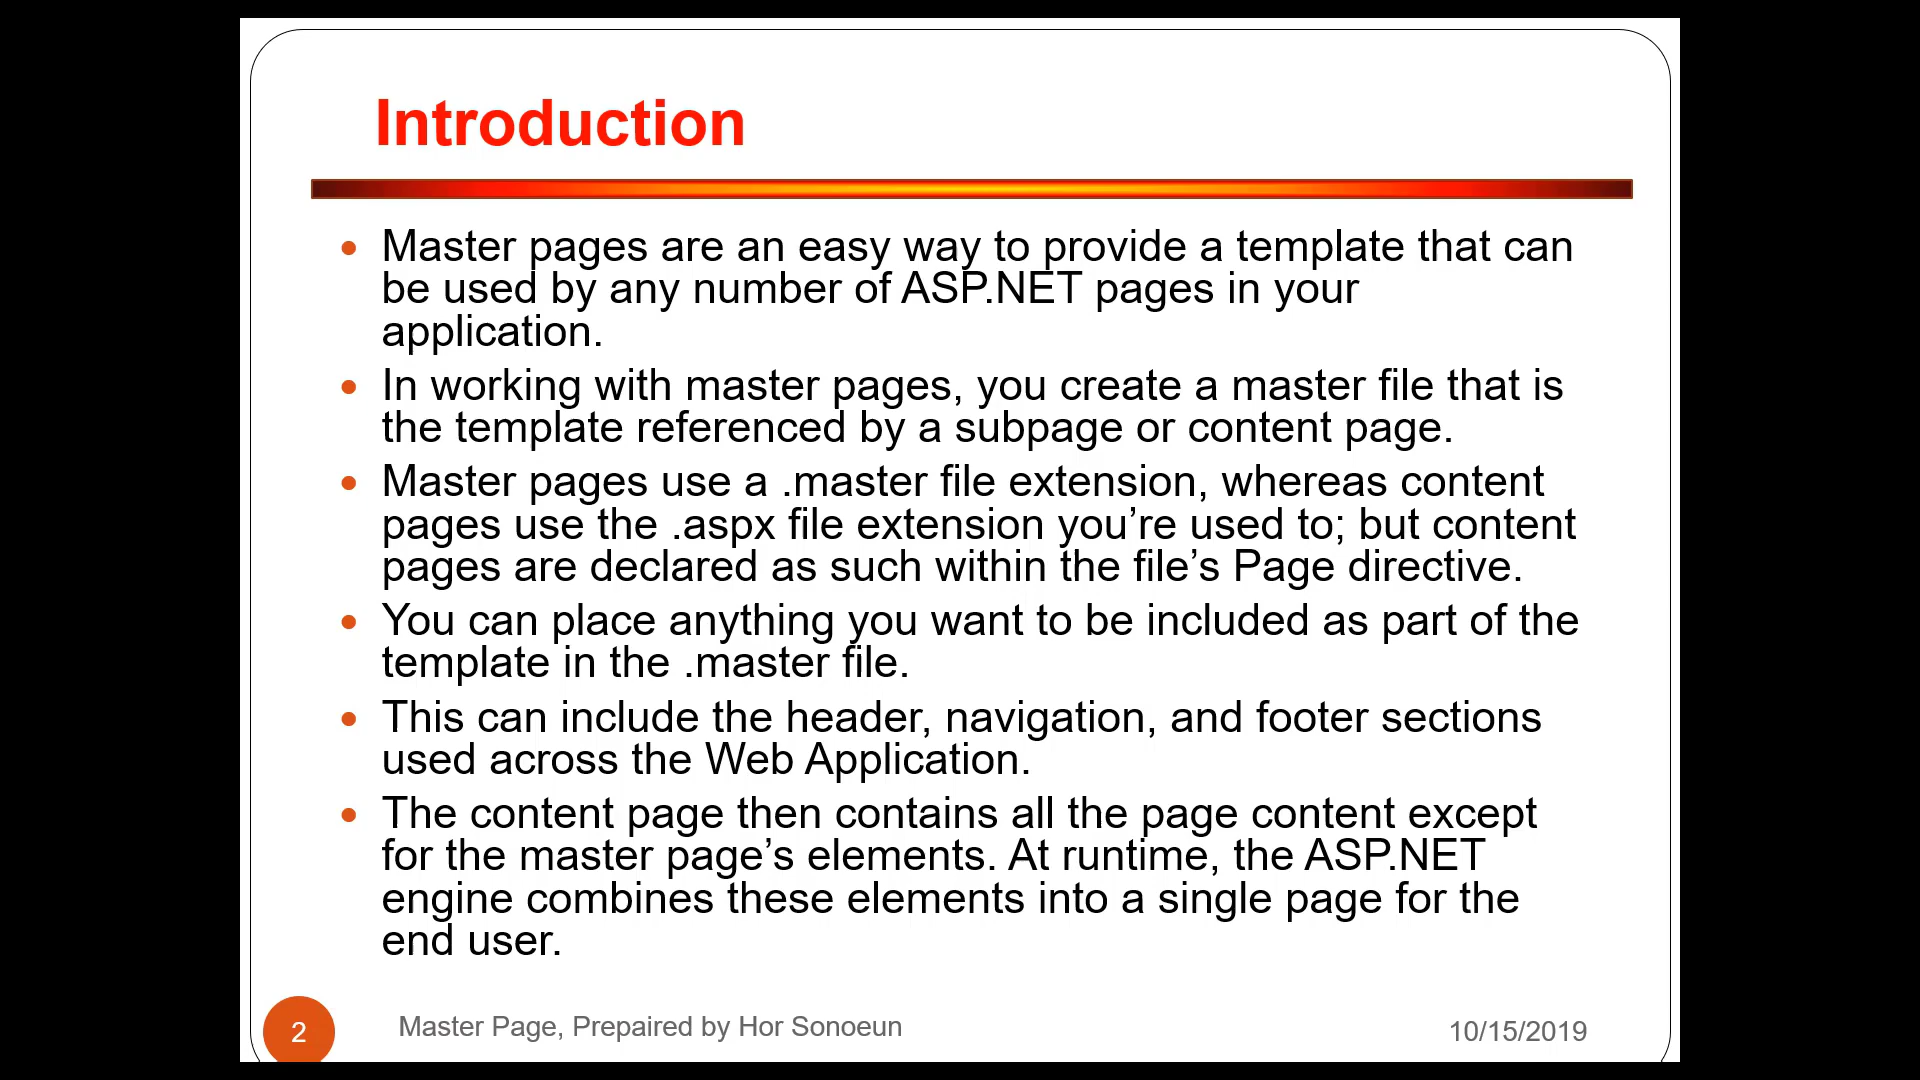 Introduction
• Master pages are an easy way to provide a template that can
be used by any number of ASP.NET pages in your
application.
• In working with master pages, you create a master file that is
the template referenced by a subpage or content page.
• Master pages use a .master file extension, whereas content
pages use the .aspx file extension you’re used to; but content
pages are declared as such within the file’s Page directive.
• You can place anything you want to be included as part of the
template in the .master file.
• This can include the header, navigation, and footer sections
used across the Web Application.
• The content page then contains all the page content except
for the master page’s elements. At runtime, the ASP.NET
engine combines these elements into a single page for the
end user.
2
Master Page, Prepaired by Hor Sonoeun
10/15/2019